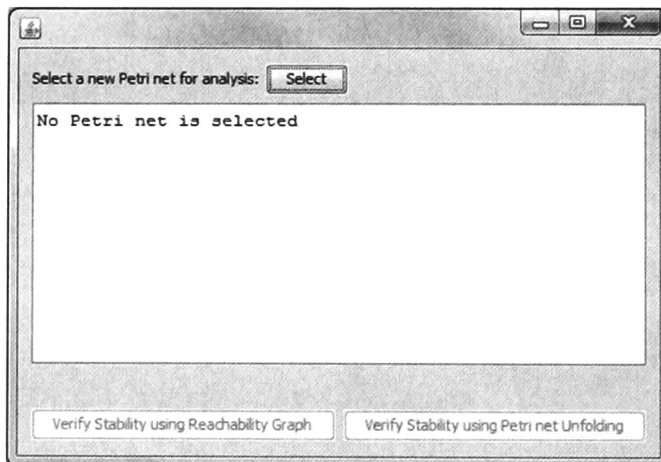 Select a new Petri net for analysis: Select
No Petri net is selected
Verify Stability using Reachability Graph Verify Stability using Petri net Unfolding